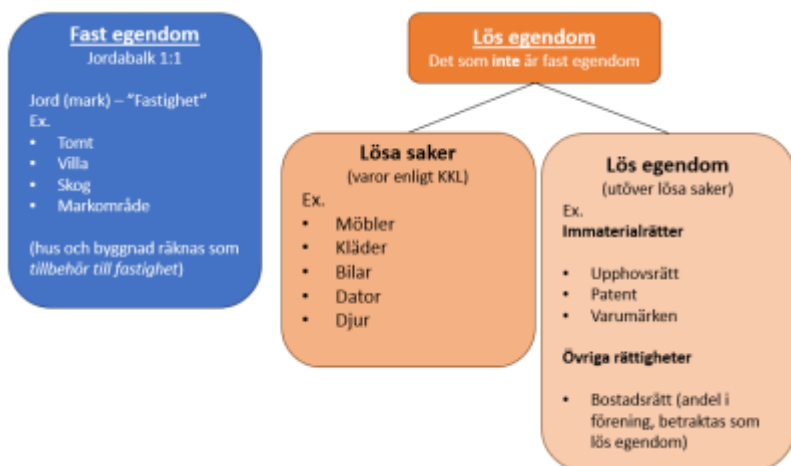 Fast egendom
Jordabalk 1:1
Jord (mark) – "Fastighet"
Ex.
• Tomt
• Villa
• Skog
• Markområde
(hus och byggnad räknas som
tillbehör till fastighet)
Lös egendom
Det som inte är fast egendom
Lösa saker
(varor enligt KKL)
Ex.
• Möbler
• Kläder
• Bilar
• Dator
• Djur
Lös egendom
(utöver lösa saker)
Ex.
Immaterialrätter
• Upphovsrätt
• Patent
• Varumärken
Övriga rättigheter
• Bostadsrätt (andel i
förening, betraktas som
lös egendom)